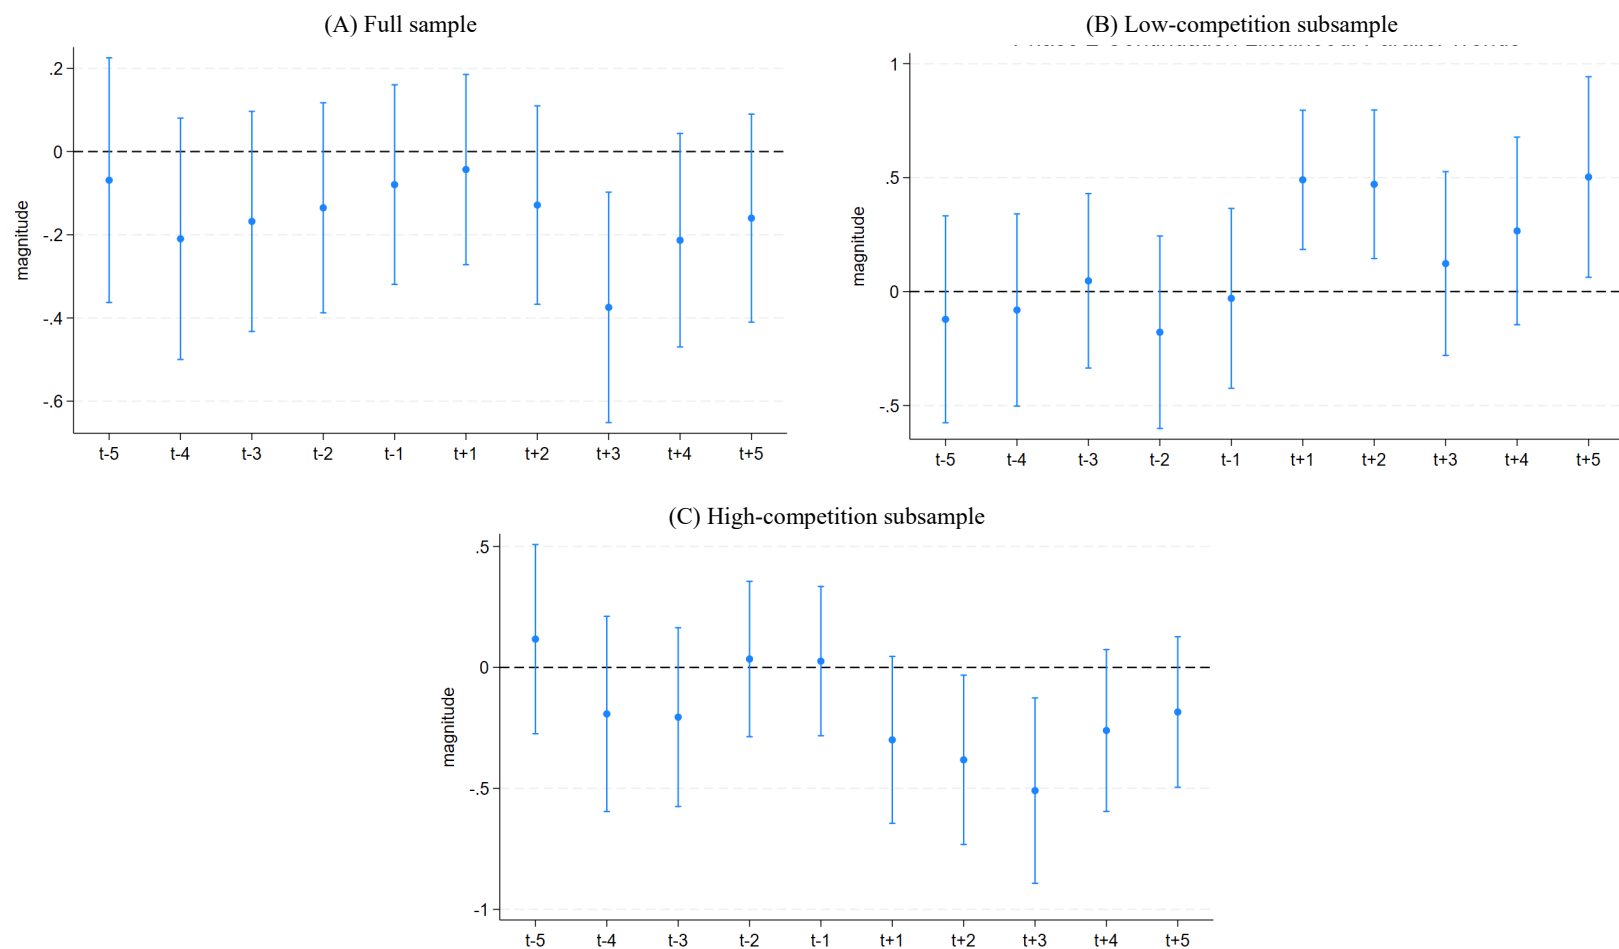 (A) Full sample
.2
0
-.2
-.4
-.6
magnitude
t-5 t-4 t-3 t-2 t-1 t+1 t+2 t+3 t+4 t+5
(B) Low-competition subsample
1
.5
0
-.5
magnitude
t-5 t-4 t-3 t-2 t-1 t+1 t+2 t+3 t+4 t+5
(C) High-competition subsample
.5
0
-.5
-1
magnitude
t-5 t-4 t-3 t-2 t-1 t+1 t+2 t+3 t+4 t+5